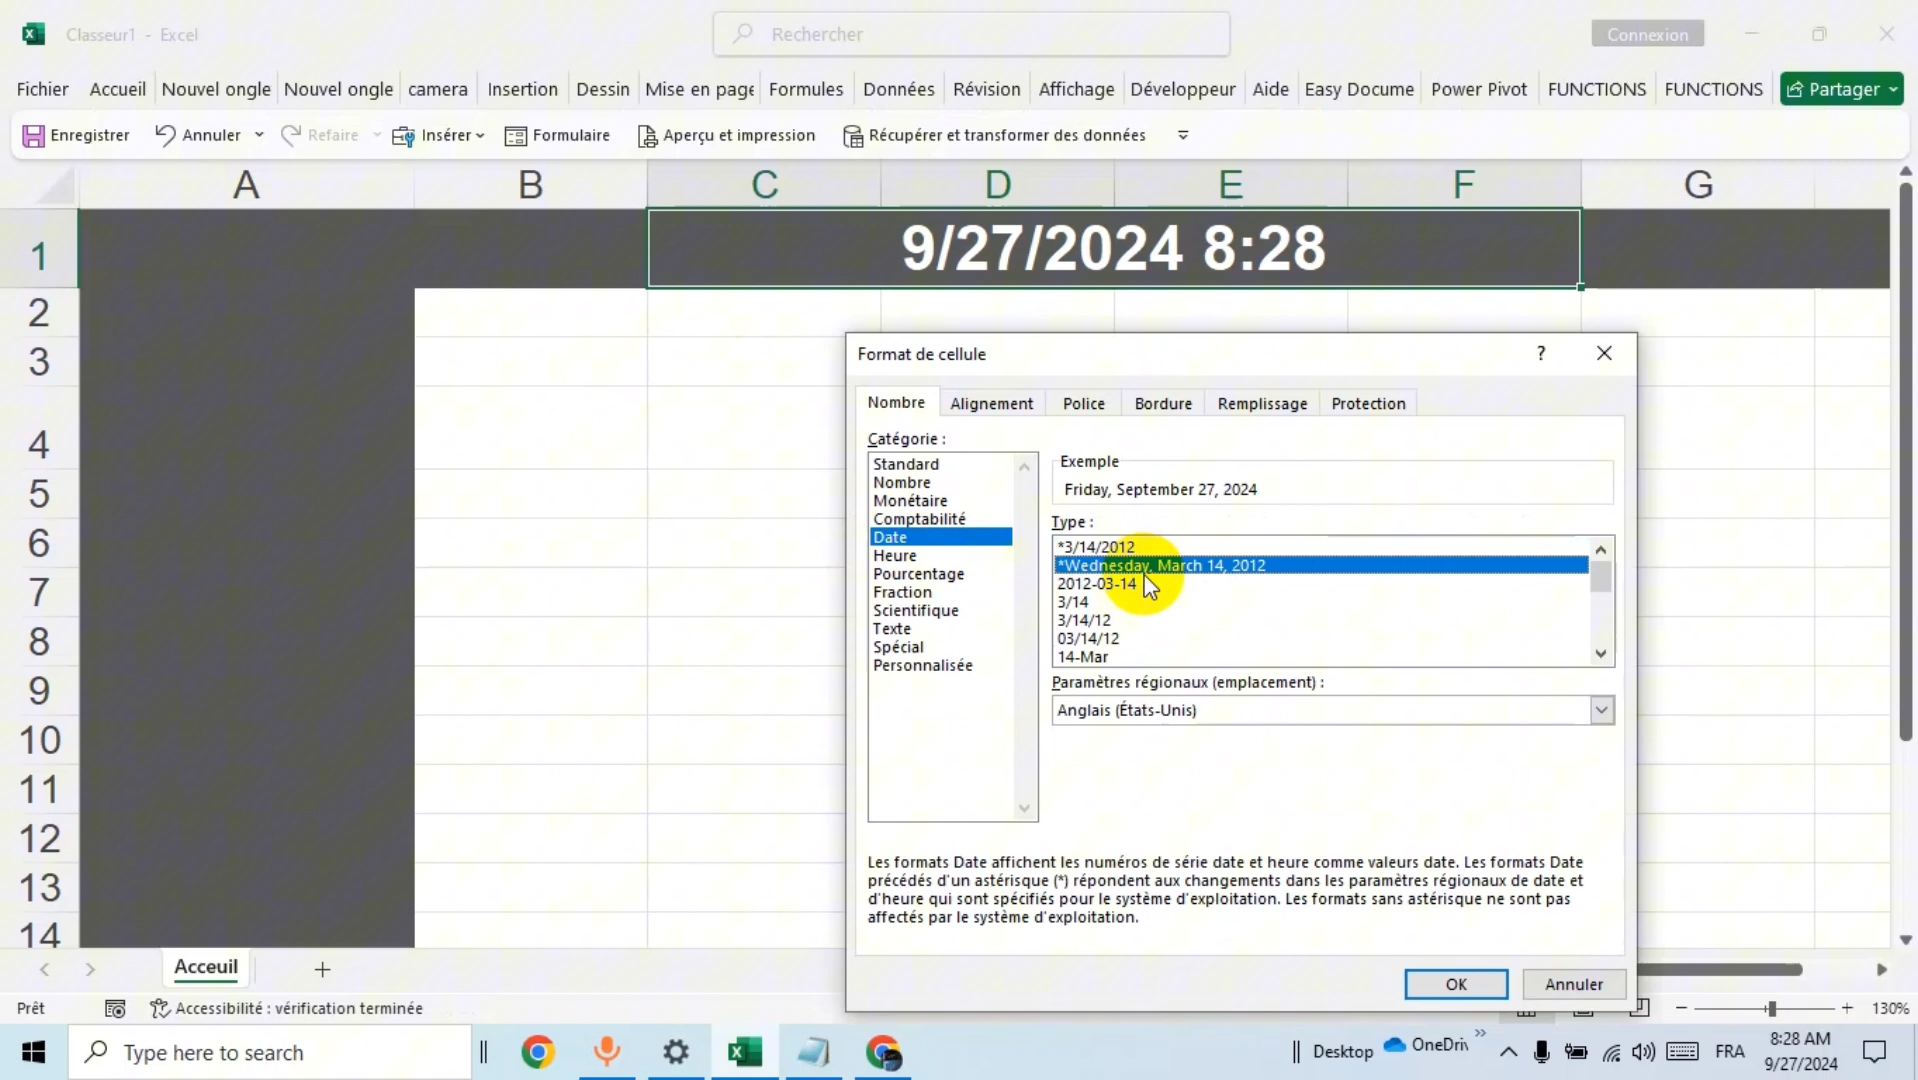 Classeur1 - Excel
Rechercher
Connexion
Fichier Accueil Nouvel ongle Nouvel ongle camera Insertion Dessin Mise en page Formules Données Révision Affichage Développeur Aide Easy Docume Power Pivot FUNCTIONS FUNCTIONS Partager
Enregistrer Annuler Refaire Insérer Formulaire Aperçu et impression Récupérer et transformer des données
A B C D E F G
1 9/27/2024 8:28
2
3
4
5
6
7
8
9
10
11
12
13
14
Format de cellule ?
Nombre Alignement Police Bordure Remplissage Protection
Catégorie :
Standard
Nombre
Monétaire
Comptabilité
Date
Heure
Pourcentage
Fraction
Scientifique
Texte
Spécial
Personnalisée
Exemple
Friday, September 27, 2024
Type :
*3/14/2012
*Wednesday, March 14, 2012
2012-03-14
3/14
3/14/12
03/14/12
14-Mar
Paramètres régionaux (emplacement) :
Anglais (États-Unis)
Les formats Date affichent les numéros de série date et heure comme valeurs date. Les formats Date
précédés d'un astérisque (*) répondent aux changements dans les paramètres régionaux de date et
d'heure qui sont spécifiés pour le système d'exploitation. Les formats sans astérisque ne sont pas
affectés par le système d'exploitation.
OK Annuler
Acceuil
Prêt Accessibilité : vérification terminée 130%
Type here to search Desktop OneDriv FRA 8:28 AM
9/27/2024